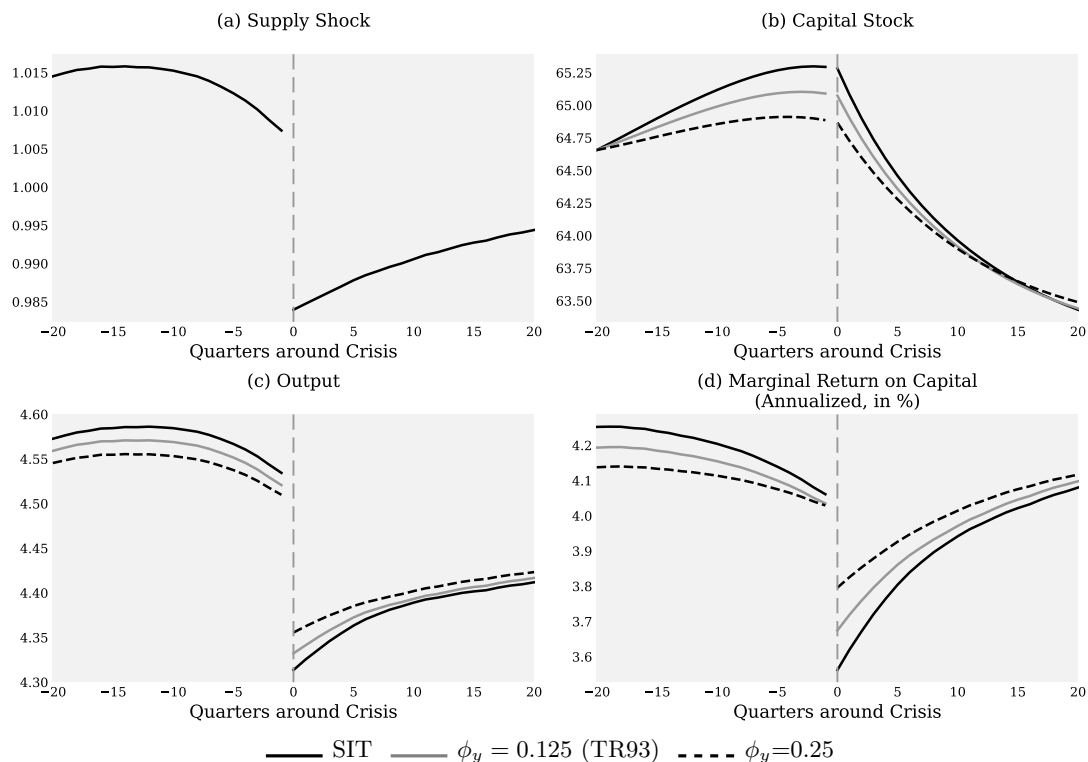 (a) Supply Shock
1.015
1.010
1.005
1.000
0.995
0.990
0.985
−20 −15 −10 −5 0 5 10 15 20
Quarters around Crisis
(b) Capital Stock
65.25
65.00
64.75
64.50
64.25
64.00
63.75
63.50
−20 −15 −10 −5 0 5 10 15 20
Quarters around Crisis
(c) Output
4.60
4.55
4.50
4.45
4.40
4.35
4.30
−20 −15 −10 −5 0 5 10 15 20
Quarters around Crisis
(d) Marginal Return on Capital
(Annualized, in %)
4.2
4.1
4.0
3.9
3.8
3.7
3.6
−20 −15 −10 −5 0 5 10 15 20
Quarters around Crisis
SIT ϕ_y = 0.125 (TR93) ϕ_y=0.25